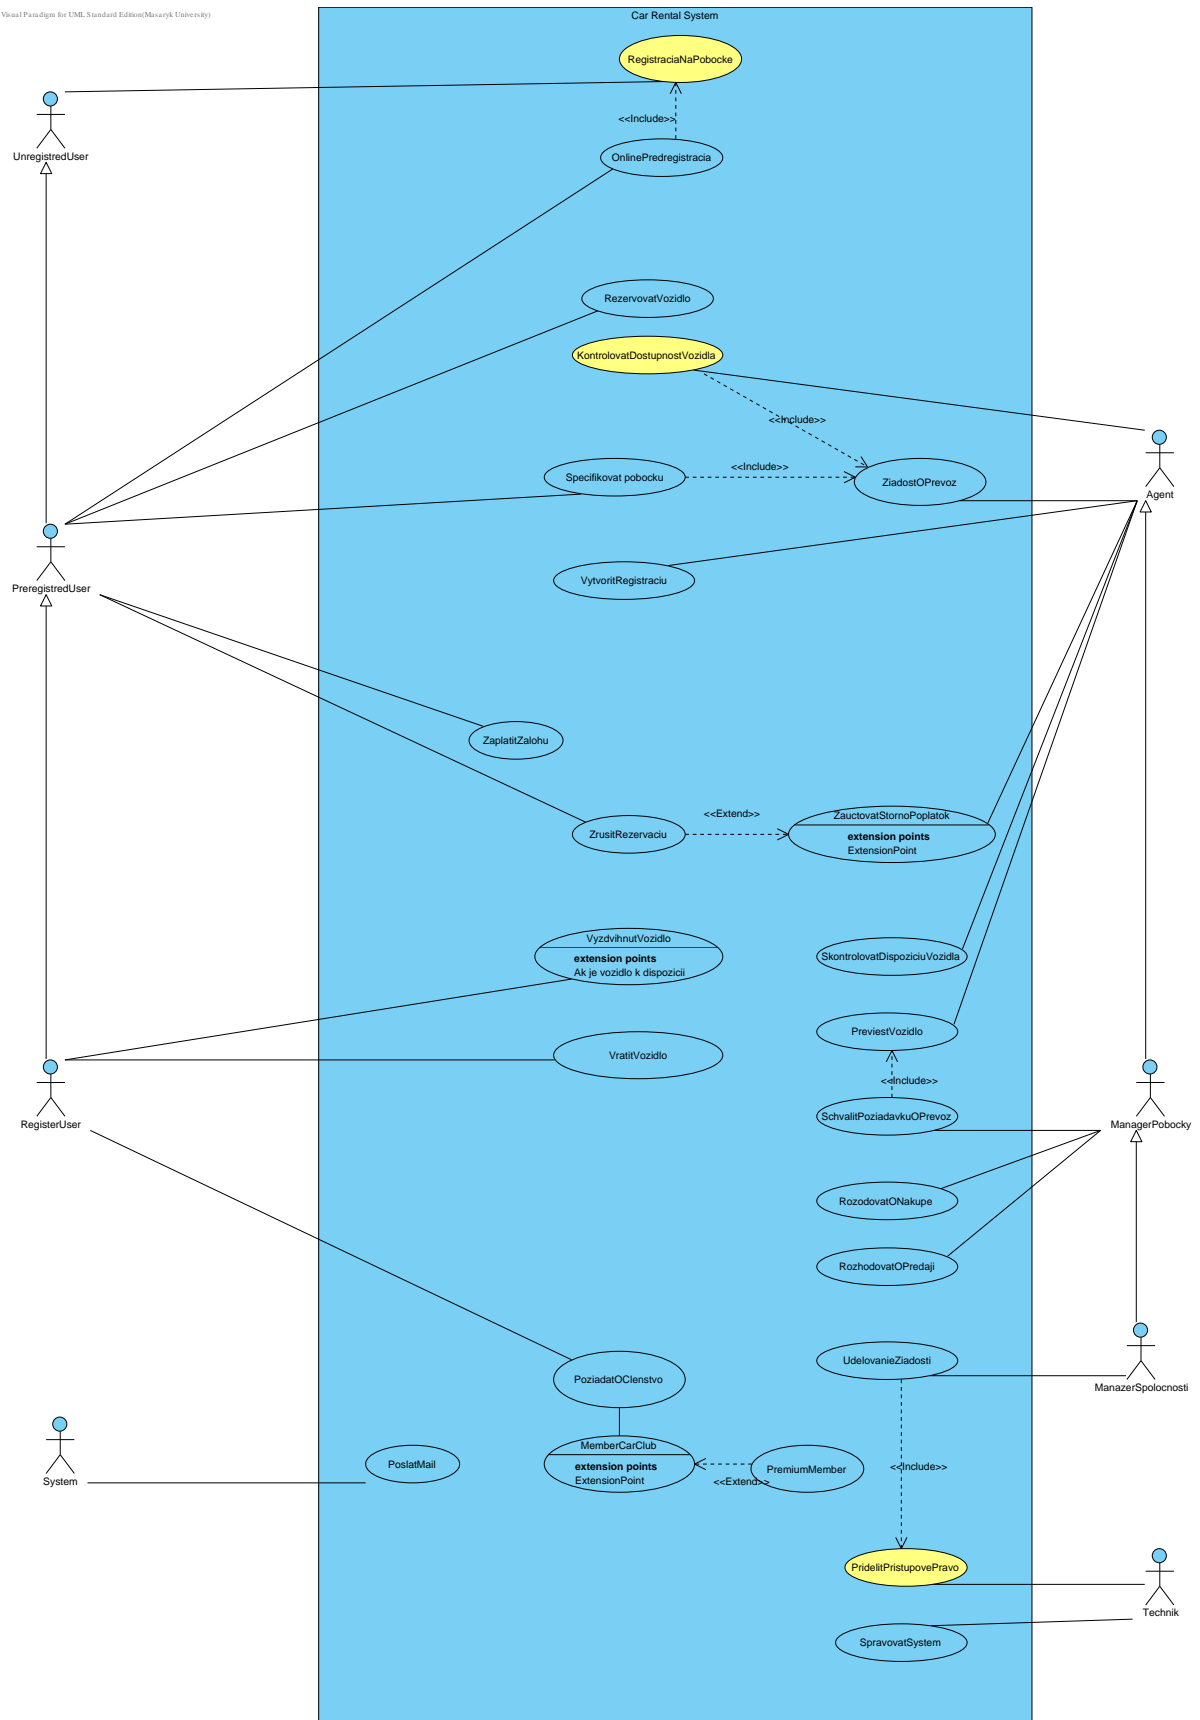 Visual Paradigm for UML Standard Edition(Masaryk University)
Car Rental System
RegistraciaNaPobocke
<<Include>>
UnregistredUser
OnlinePredregistracia
RezervovatVozidlo
KontrolovatDostupnostVozidla
<<Include>>
Specifikovat pobocku
<<Include>>
ZiadostOPrevoz
Agent
PreregistredUser
VytvoritRegistraciu
ZaplatitZalohu
ZrusitRezervaciu
<<Extend>>
ZauctovatStornoPoplatok
extension points
ExtensionPoint
VyzdvihnutVozidlo
extension points
Ak je vozidlo k dispozicii
SkontrolovatDispoziciuVozidla
PreviestVozidlo
VratitVozidlo
<<Include>>
RegisterUser
SchvalitPoziadavkuOPrevoz
ManagerPobocky
RozodovatONakupe
RozhodovatOPredaji
UdelovanieZiadosti
PoziadatOClenstvo
ManazerSpolocnosti
MemberCarClub
extension points
ExtensionPoint
PremiumMember
<<Extend>>
<<Include>>
PoslatMail
System
PridelitPristupovePravo
Technik
SpravovatSystem